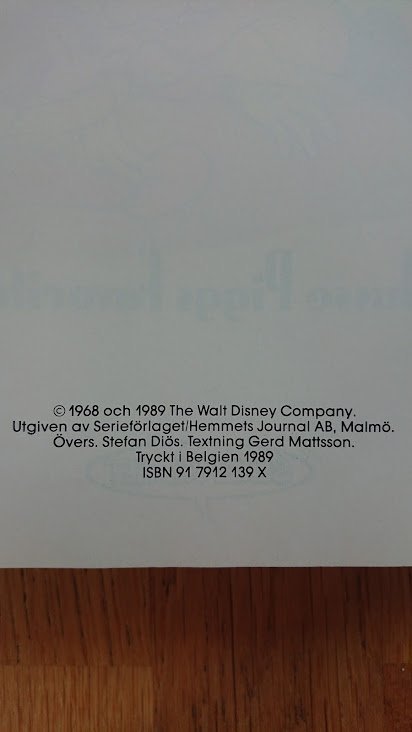 © 1968 och 1989 The Walt Disney Company.
Utgiven av Serieförlaget/Hemmets Journal AB, Malmö.
Övers. Stefan Diös. Textning Gerd Mattsson.
Tryckt i Belgien 1989
ISBN 91 7912 139 X